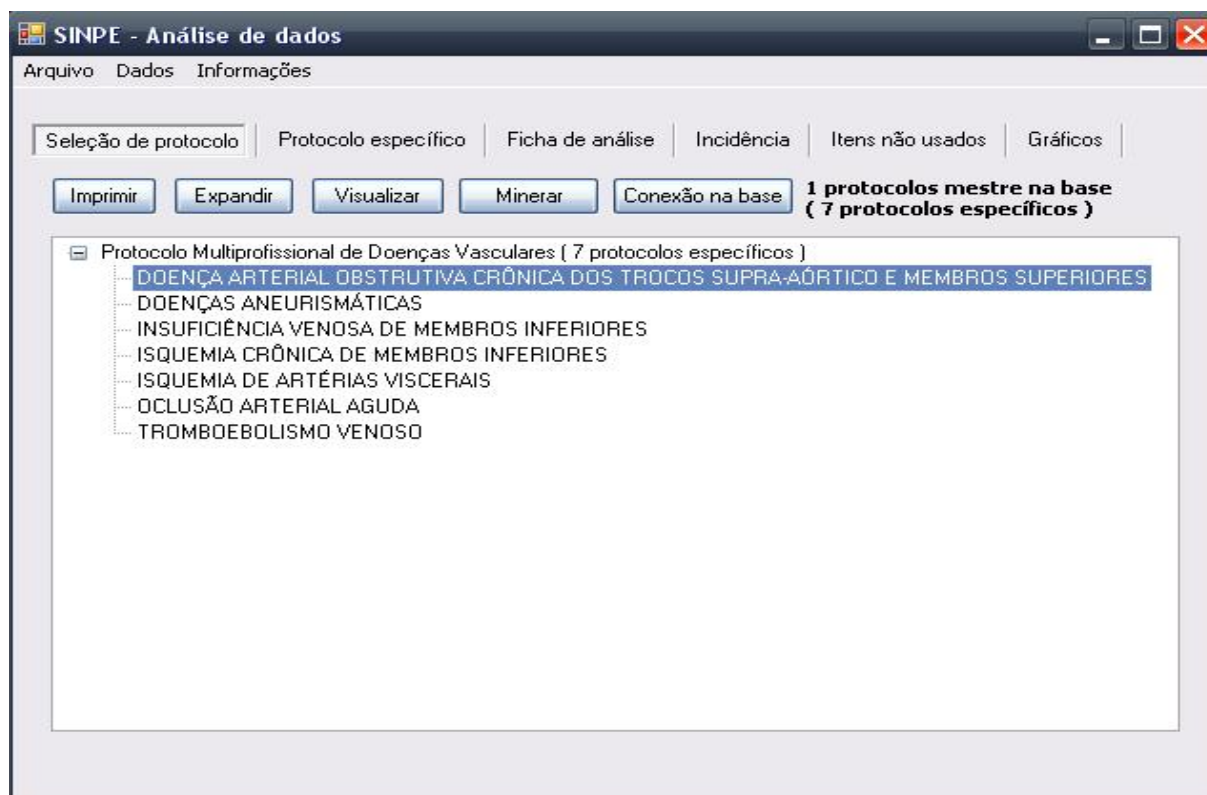 SINPE - Análise de dados
Arquivo Dados Informações
Seleção de protocolo Protocolo específico Ficha de análise Incidência Itens não usados Gráficos
Imprimir Expandir Visualizar Minerar Conexão na base 1 protocolos mestre na base
( 7 protocolos específicos )
Protocolo Multiprofissional de Doenças Vasculares ( 7 protocolos específicos )
DOENÇA ARTERIAL OBSTRUTIVA CRÔNICA DOS TROCOS SUPRA-AÓRTICO E MEMBROS SUPERIORES
DOENÇAS ANEURISMÁTICAS
INSUFICIÊNCIA VENOSA DE MEMBROS INFERIORES
ISQUEMIA CRÔNICA DE MEMBROS INFERIORES
ISQUEMIA DE ARTÉRIAS VISCERAIS
OCLUSÃO ARTERIAL AGUDA
TROMBOEBOLISMO VENOSO